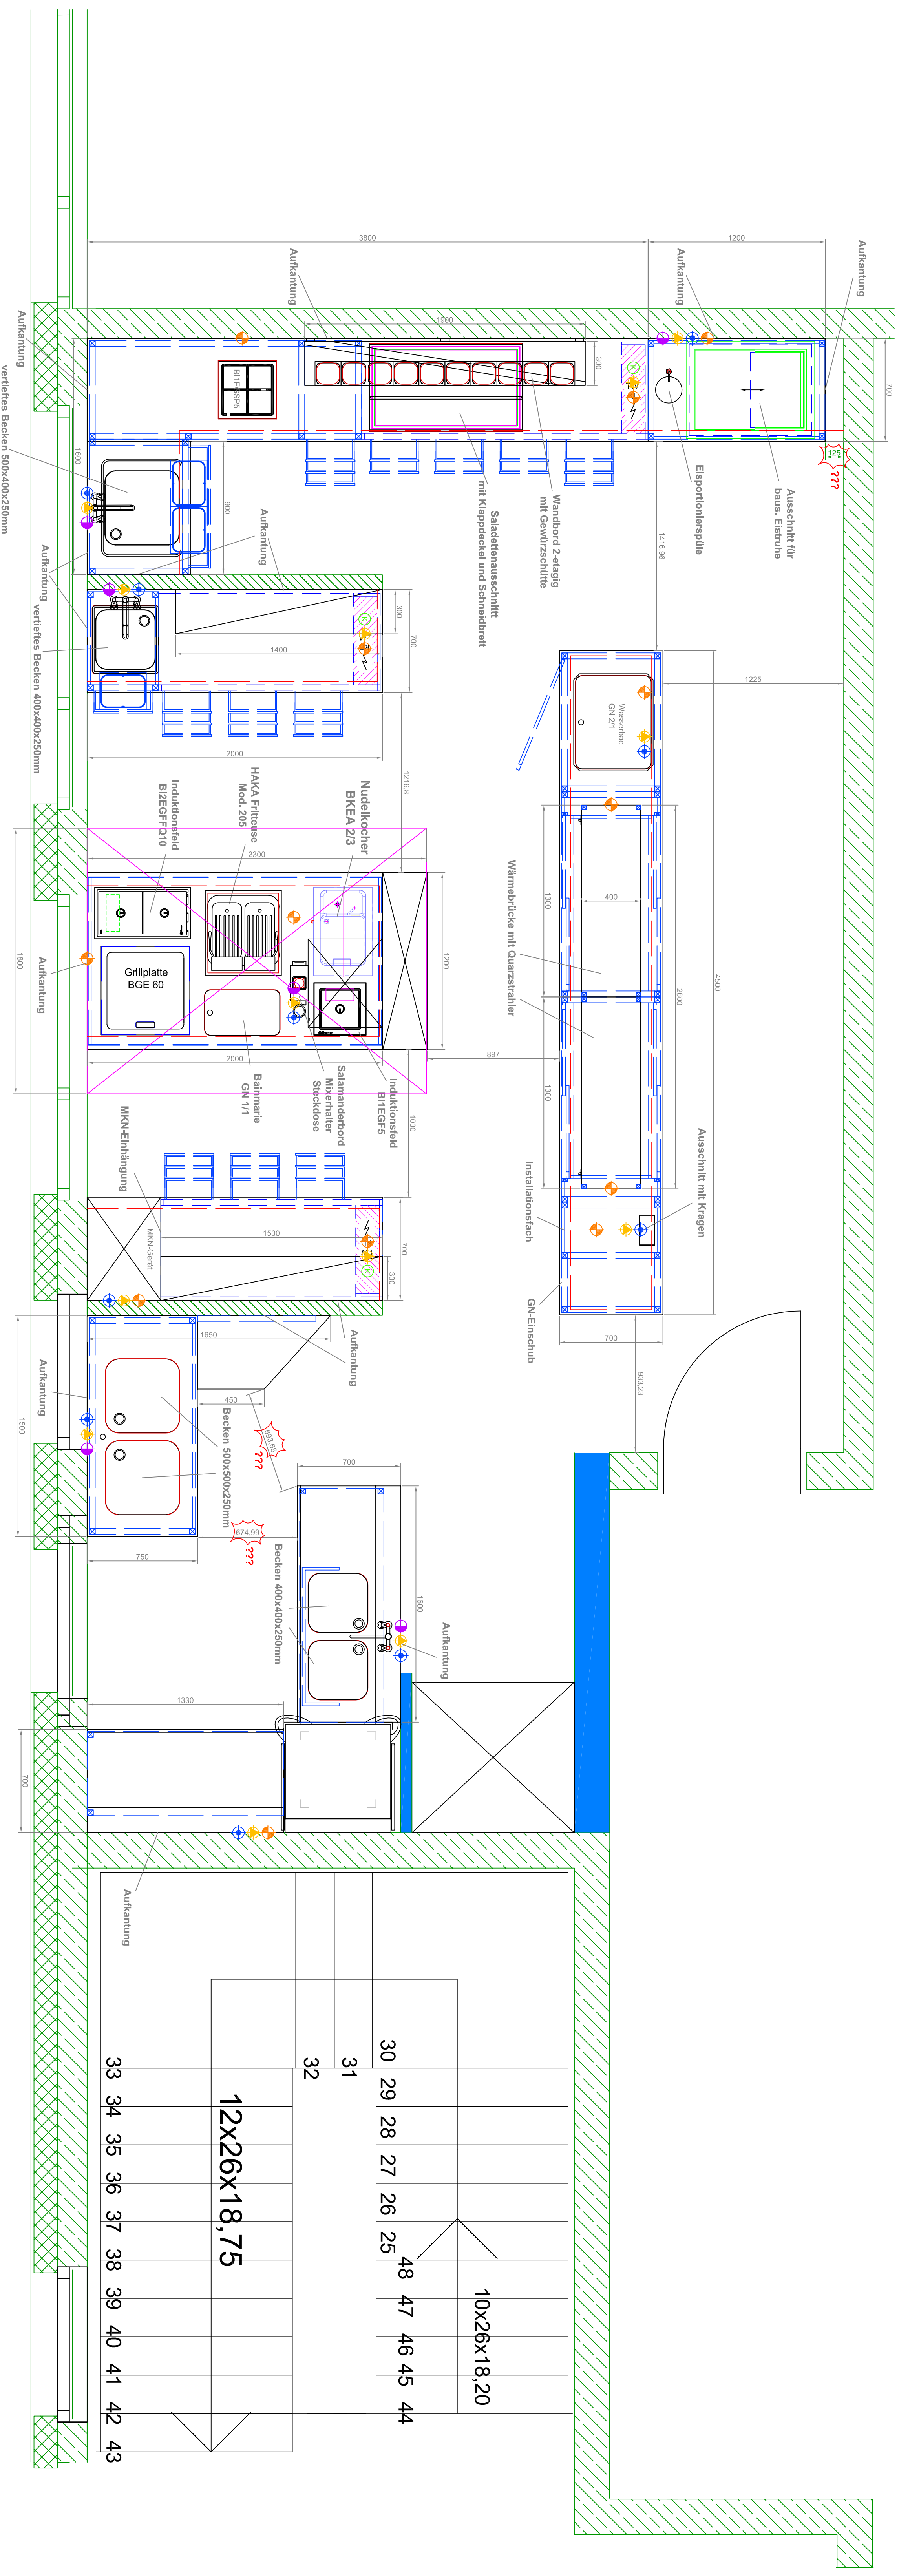 3800
1200
Aufkantung
Aufkantung
Aufkantung
Aufkantung
1900
300
700
BI1EGSP5
125
???
Ausschnitt für
baus. Eistruhe
Eisportionierspüle
Wandbord 2-etagig
mit Gewürzschütte
Saladettenausschnitt
mit Klappdeckel und Schneidbrett
1416,96
1600
900
vertieftes Becken 500x400x250mm
Aufkantung
Aufkantung
vertieftes Becken 400x400x250mm
300
700
1400
2000
1216,8
1225
Wasserbad
GN 2/1
Induktionsfeld
BI2EGFFQ10
HAKA Fritteuse
Mod. 205
Nudelkocher
BKEA 2/3
2300
1800
1200
Grillplatte
BGE 60
Aufkantung
2000
Bainmarie
GN 1/1
Salamanderbord
Mixerhalter
Steckdose
Induktionsfeld
BI1EGF5
1000
897
Wärmebrücke mit Quarzstrahler
1300
400
1300
2600
4500
Ausschnitt mit Kragen
Installationsfach
GN-Einschub
700
933,23
MKN-Einhängung
MKN-Gerät
1500
700
300
1650
450
Aufkantung
Aufkantung
Aufkantung
1500
Becken 500x500x250mm
750
693,68
???
674,99
???
700
1600
Becken 400x400x250mm
Aufkantung
1330
700
Aufkantung
30
31
32
33
29
34
28
35
27
36
26
37
25
38
48
39
47
40
46
41
45
42
44
43
12x26x18,75
10x26x18,20